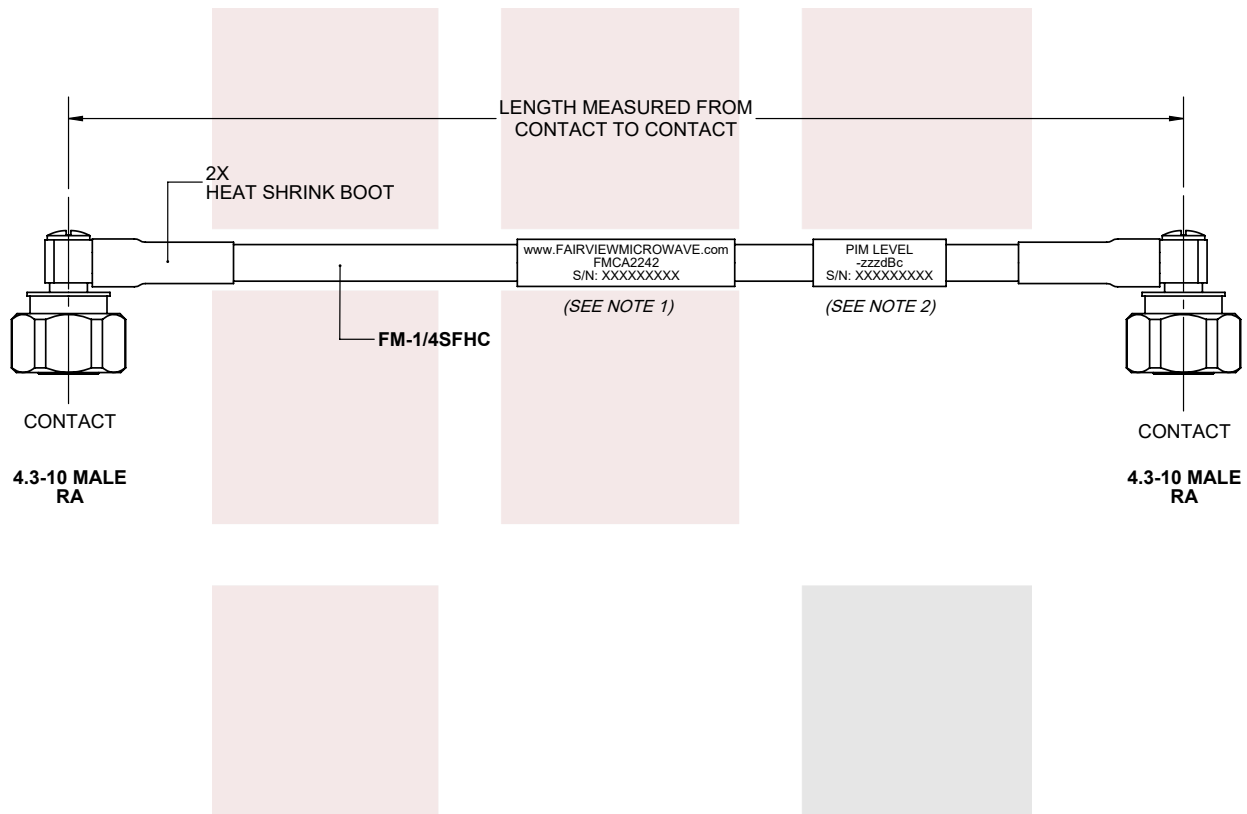 LENGTH MEASURED FROM
CONTACT TO CONTACT
2X
HEAT SHRINK BOOT
www.FAIRVIEWMICROWAVE.com
FMCA2242
S/N: XXXXXXXXX
PIM LEVEL
-zzzdBc
S/N: XXXXXXXXX
(SEE NOTE 1)
(SEE NOTE 2)
FM-1/4SFHC
CONTACT
4.3-10 MALE
RA
CONTACT
4.3-10 MALE
RA